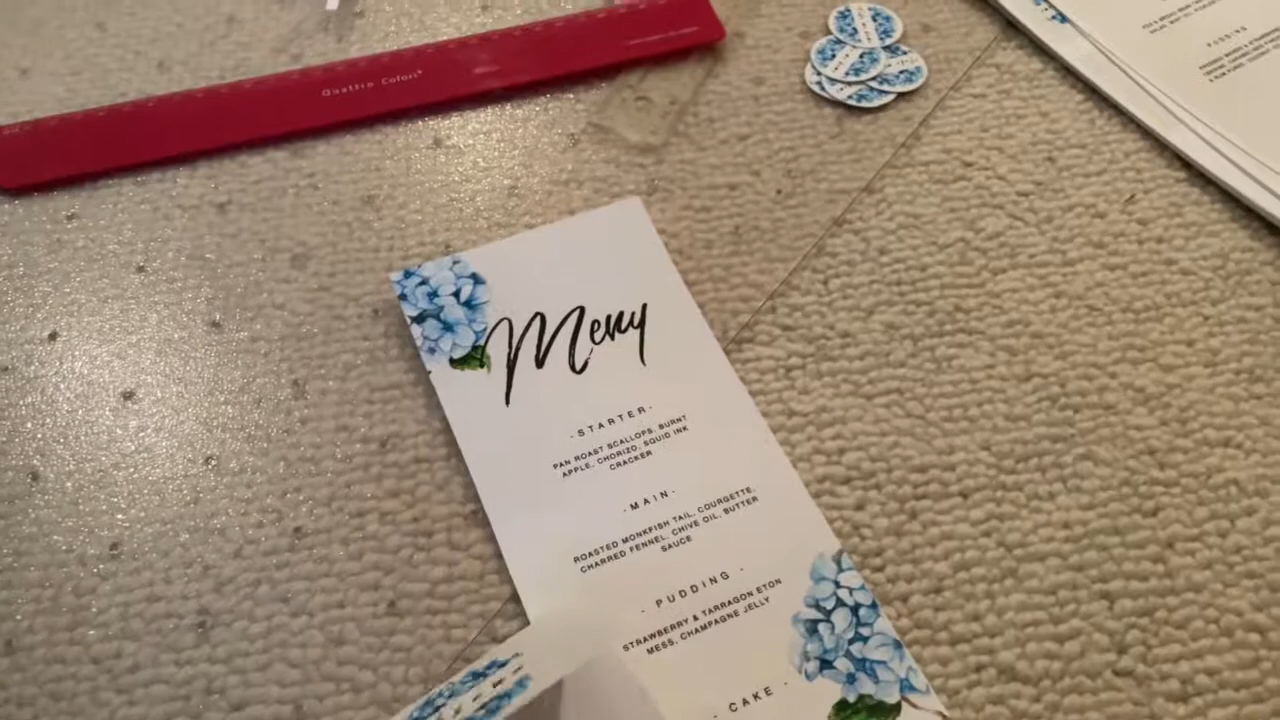 Quattro Colori
Menu
- STARTER -
PAN ROAST SCALLOPS, BURNT
APPLE, CHORIZO, SQUID INK
CRACKER
- MAIN -
ROASTED MONKFISH TAIL, COURGETTE,
CHARRED FENNEL, CHIVE OIL, BUTTER
SAUCE
- PUDDING -
STRAWBERRY & TARRAGON ETON
MESS, CHAMPAGNE JELLY
- CAKE -
PUDDING